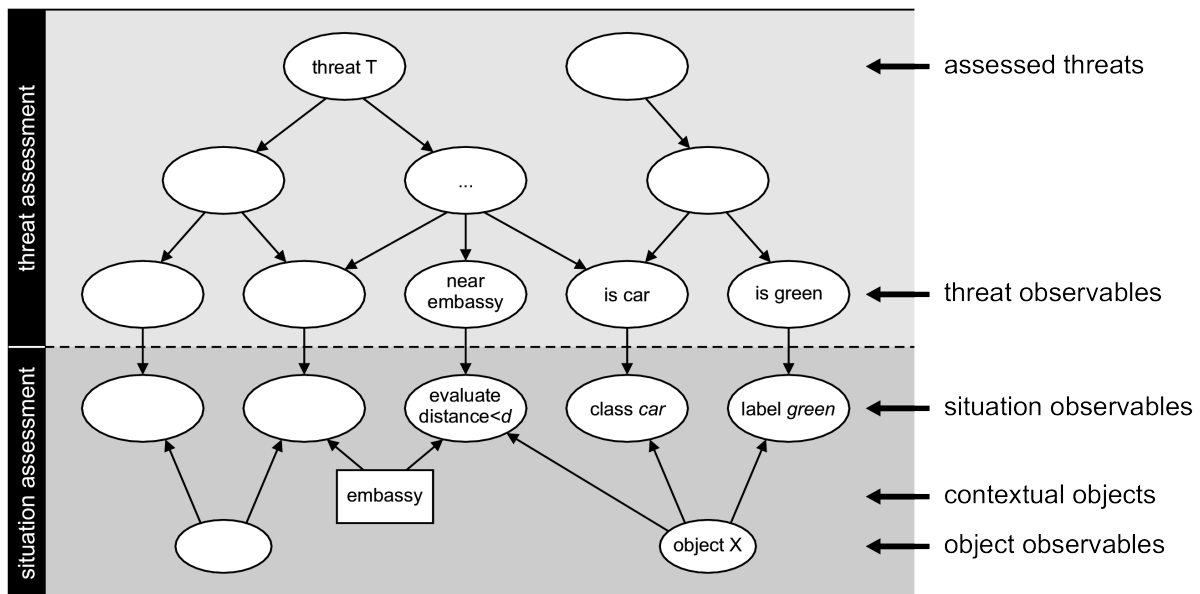 threat T
assessed threats
threat assessment
...
near
embassy
is car
is green
threat observables
evaluate
distance<d
class car
label green
situation observables
situation assessment
embassy
contextual objects
object X
object observables